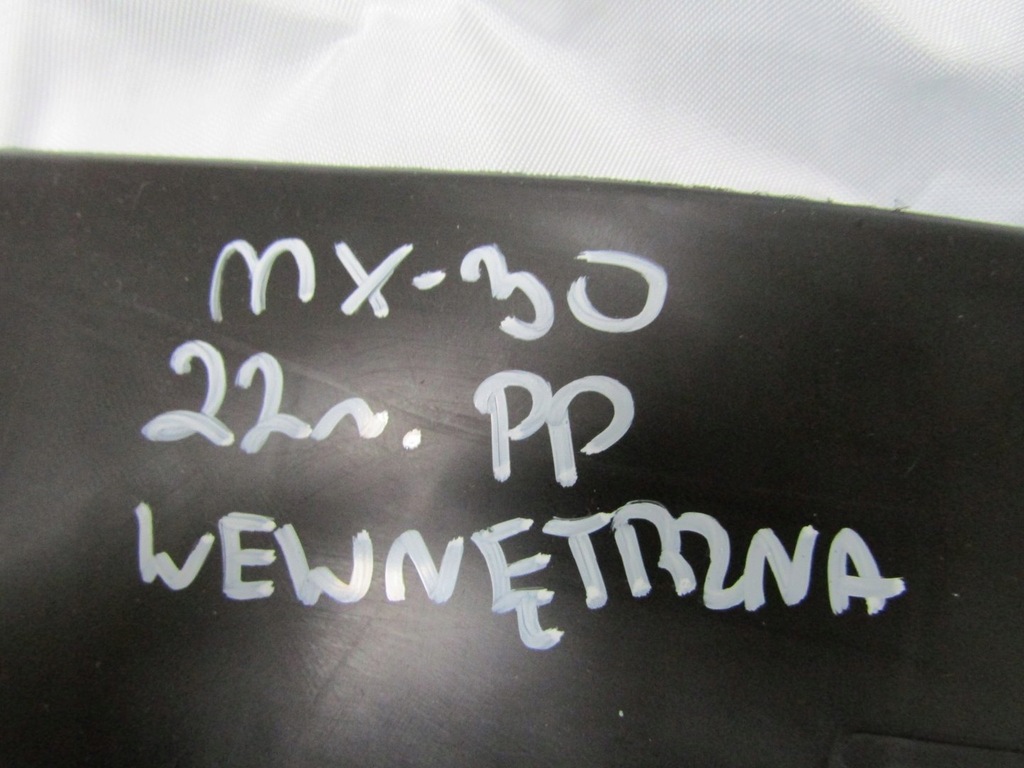 MX-30
22r. PP
WEWNĘTRZNA